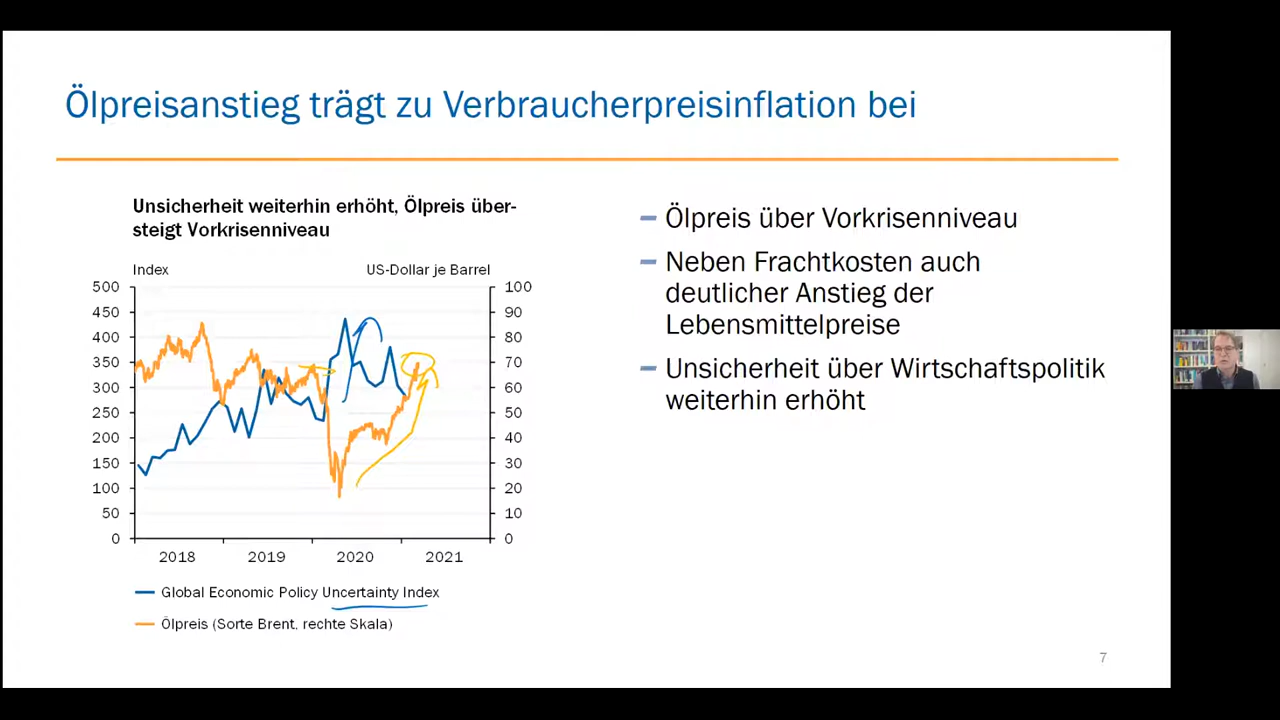 Ölpreisanstieg trägt zu Verbraucherpreisinflation bei
Unsicherheit weiterhin erhöht, Ölpreis über-
steigt Vorkrisenniveau
Index US-Dollar je Barrel
500 100
450 90
400 80
350 70
300 60
250 50
200 40
150 30
100 20
50 10
0 0
2018 2019 2020 2021
Global Economic Policy Uncertainty Index
Ölpreis (Sorte Brent, rechte Skala)
– Ölpreis über Vorkrisenniveau
– Neben Frachtkosten auch
deutlicher Anstieg der
Lebensmittelpreise
– Unsicherheit über Wirtschaftspolitik
weiterhin erhöht
7